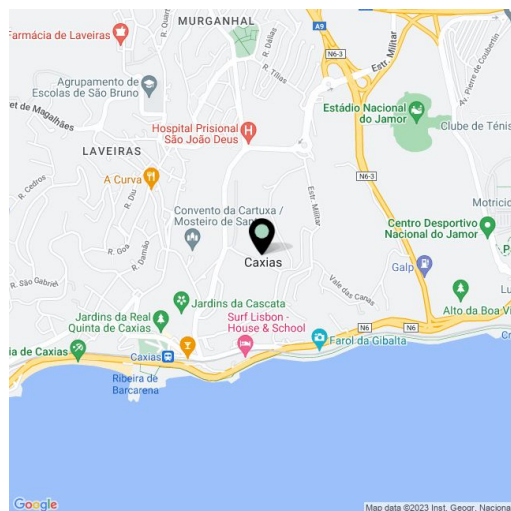 MURGANHAL
Farmácia de Laveiras
R. Quart
R. Dálias
R. Tílias
A9
N6-3
Estr. Militar
Av. Pierre de Coubertin
Agrupamento de
Escolas de São Bruno
et de Magalhães
Estádio Nacional
do Jamor
Clube de Ténis
Hospital Prisional
São João Deus
LAVEIRAS
A Curva
N6-3
R. Cedros
R. Diu
Estr. Militar
Motricid
Convento da Cartuxa /
Mosteiro de San
Centro Desportivo
Nacional do Jamor
R. Goa
R. Damão
Caxias
Galp
P
R. São Gabriel
Vale das Canas
Lu
Jardins da Cascata
Alto da Boa Vi
Jardins da Real
Quinta de Caxias
Surf Lisbon -
House & School
N6
N6
Cr
ia de Caxias
Farol da Gibalta
Caxias
Ribeira de
Barcarena
Google
Map data ©2023 Inst. Geogr. Naciona